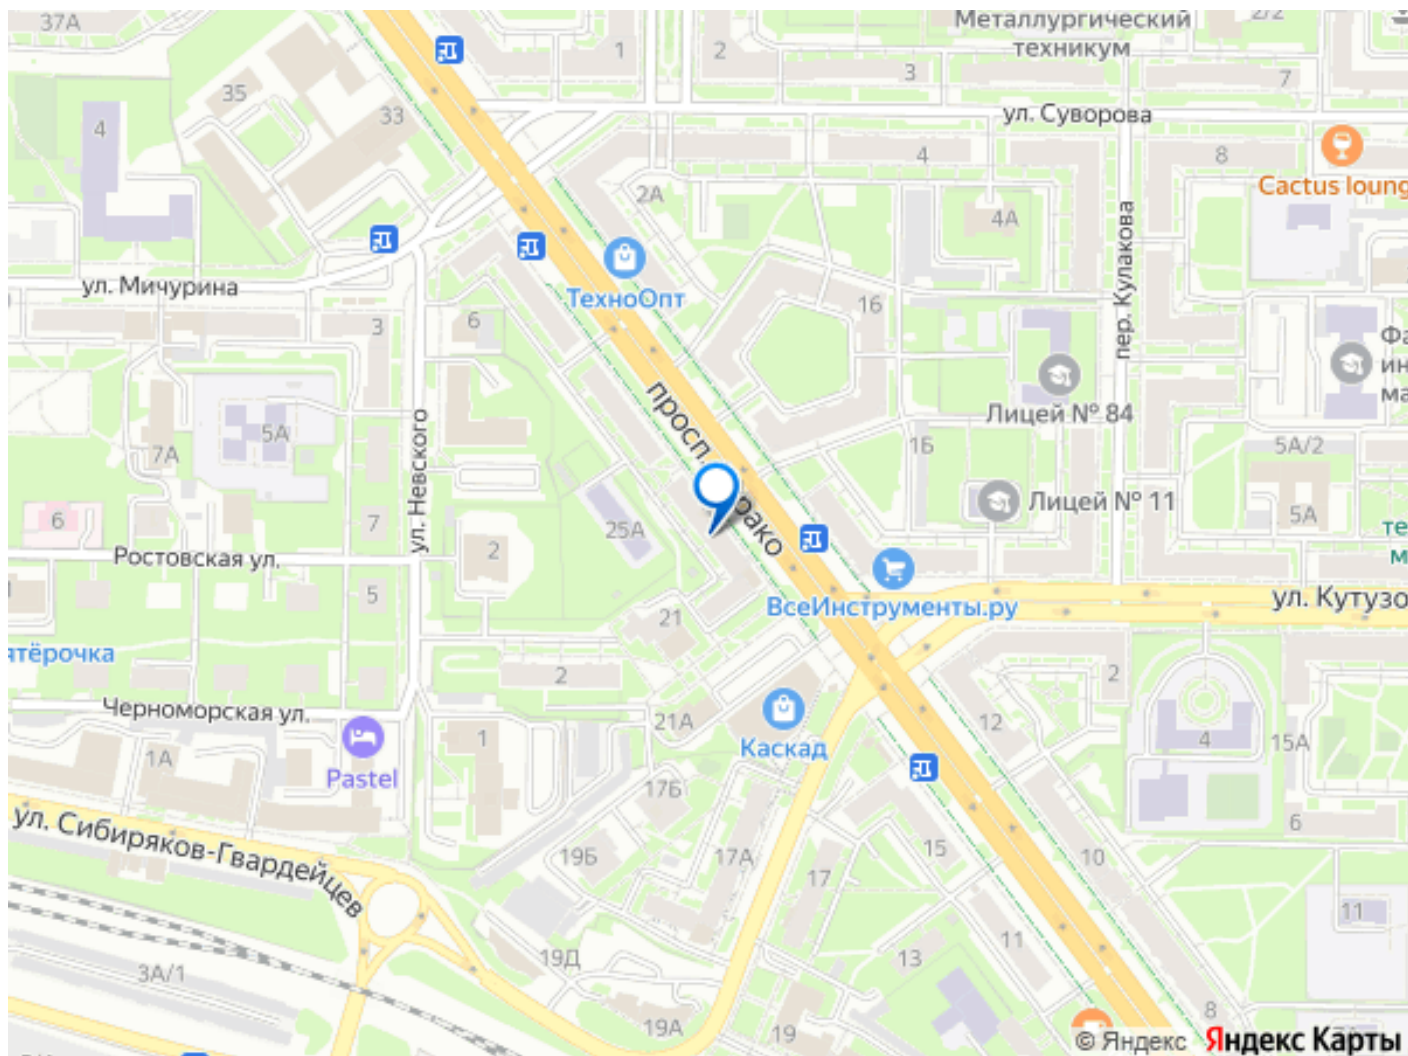 37А
1
2
Металлургический
техникум
2/2
3
7
35
33
4
ул. Суворова
4
8
Cactus loung
2А
4А
пер. Кулакова
ул. Мичурина
ТехноОпт
16
3
6
Лицей № 84
просп.
рако
ул. Невского
5А
7А
1Б
5А/2
Лицей № 11
5А
6
7
25А
2
Ростовская ул.
5
ВсеИнструменты.ру
ул. Кутузо
21
ятёрочка
2
2
Черноморская ул.
21А
12
4
15А
Каскад
1
1А
Pastel
17Б
ул. Сибиряков-Гвардейцев
6
19Б
17А
17
15
10
11
11
19Д
13
3А/1
19А
19
8
© Яндекс
Яндекс Карты